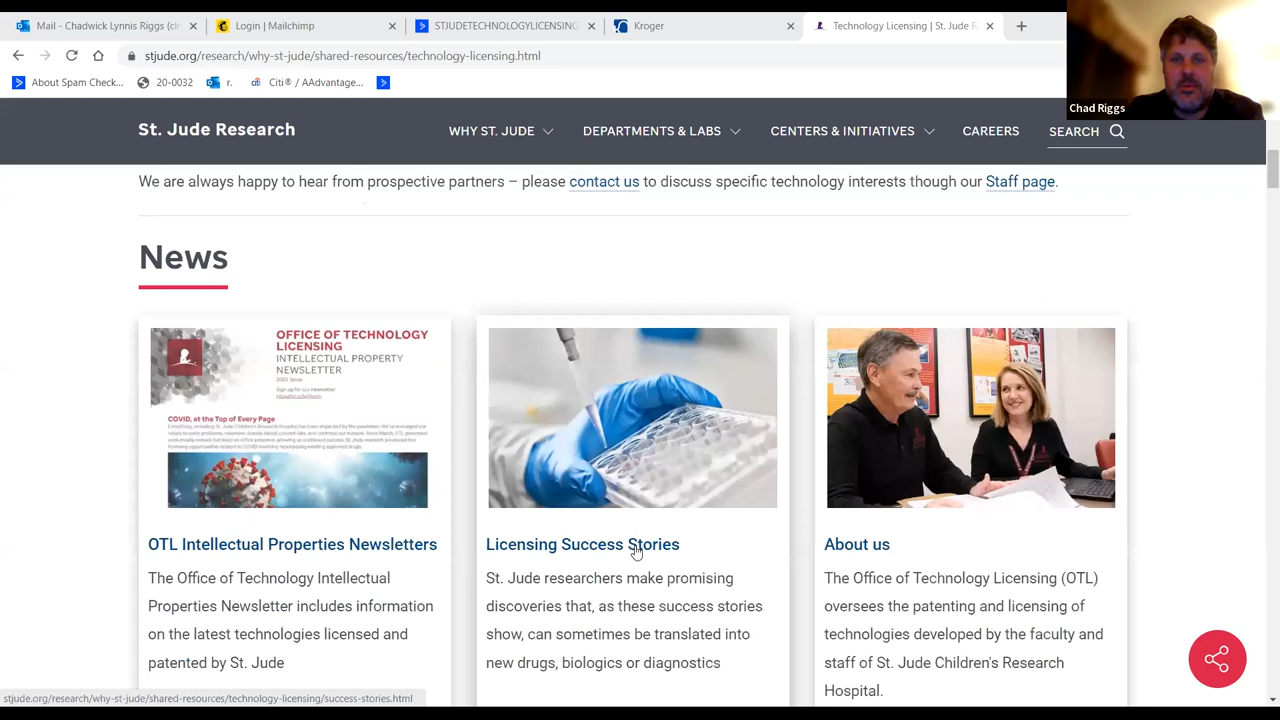 Mail - Chadwick Lynnis Riggs (cir
Login | Mailchimp
STJUDETECHNOLOGYLICENSING
Kroger
Technology Licensing | St. Jude R
stjude.org/research/why-st-jude/shared-resources/technology-licensing.html
About Spam Check...
20-0032
r.
Citi® / AAdvantage...
Chad Riggs
St. Jude Research
WHY ST. JUDE
DEPARTMENTS & LABS
CENTERS & INITIATIVES
CAREERS
SEARCH
We are always happy to hear from prospective partners – please contact us to discuss specific technology interests though our Staff page.
News
OFFICE OF TECHNOLOGY
LICENSING
INTELLECTUAL PROPERTY
NEWSLETTER
COVID, at the Top of Every Page
OTL Intellectual Properties Newsletters
The Office of Technology Intellectual
Properties Newsletter includes information
on the latest technologies licensed and
patented by St. Jude
Licensing Success Stories
St. Jude researchers make promising
discoveries that, as these success stories
show, can sometimes be translated into
new drugs, biologics or diagnostics
About us
The Office of Technology Licensing (OTL)
oversees the patenting and licensing of
technologies developed by the faculty and
staff of St. Jude Children's Research
Hospital.
stjude.org/research/why-st-jude/shared-resources/technology-licensing/success-stories.html